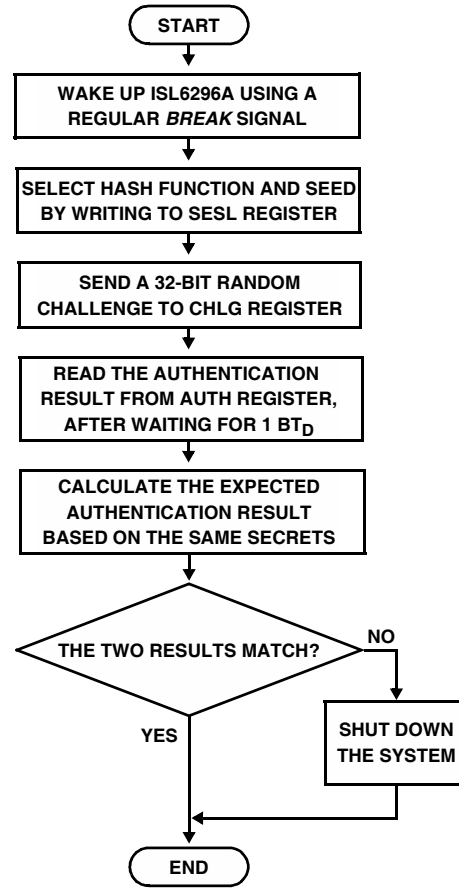 START
WAKE UP ISL6296A USING A
REGULAR BREAK SIGNAL
SELECT HASH FUNCTION AND SEED
BY WRITING TO SESL REGISTER
SEND A 32-BIT RANDOM
CHALLENGE TO CHLG REGISTER
READ THE AUTHENTICATION
RESULT FROM AUTH REGISTER,
AFTER WAITING FOR 1 BTD
CALCULATE THE EXPECTED
AUTHENTICATION RESULT
BASED ON THE SAME SECRETS
THE TWO RESULTS MATCH?
NO
YES
SHUT DOWN
THE SYSTEM
END